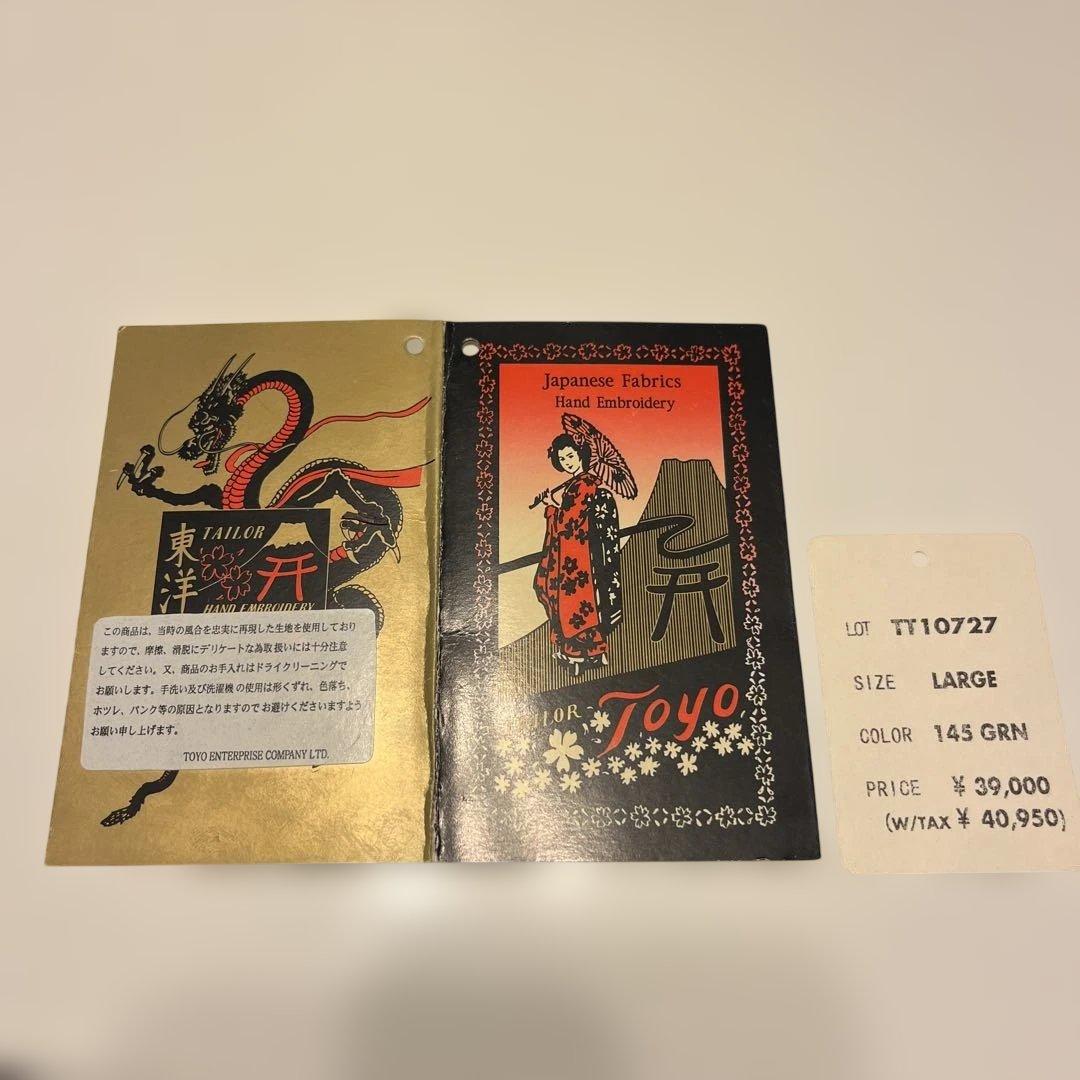 東洋
TAILOR
HAND EMBROIDERY
この商品は、当時の風合を忠実に再現した生地を使用しており
ますので、摩擦、滑脱にデリケートな為取扱いには十分注意
してください。又、商品のお手入れはドライクリーニングで
お願いします。手洗い及び洗濯機の使用は形くずれ、色落ち、
ホツレ、パンク等の原因となりますのでお避けくださいますよう
お願い申し上げます。
TOYO ENTERPRISE COMPANY LTD.
Japanese Fabrics
Hand Embroidery
TAILOR Toyo
LOT TT10727
SIZE LARGE
COLOR 145 GRN
PRICE ¥ 39,000
(W/TAX ¥ 40,950)